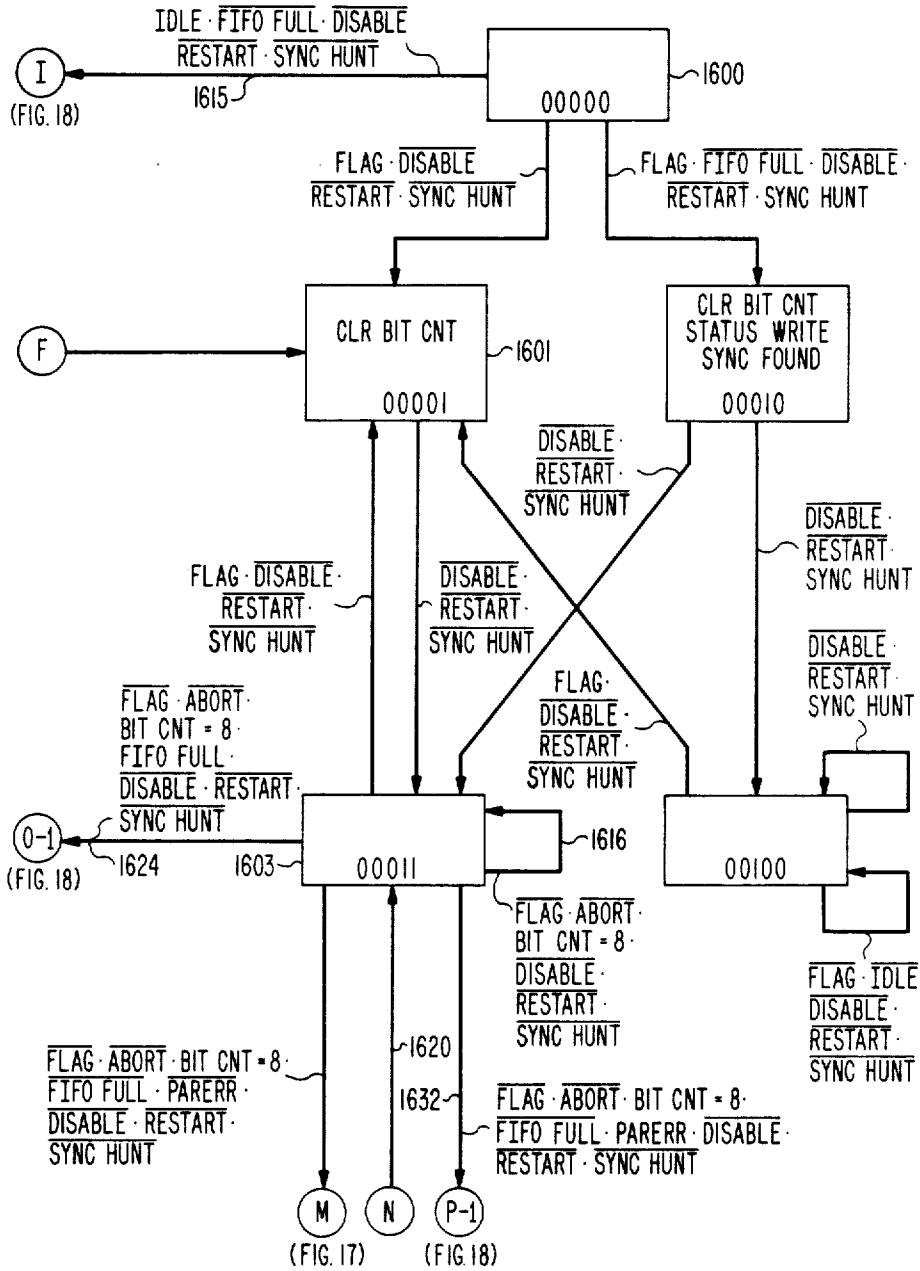 IDLE · FIFO FULL · DISABLE
RESTART · SYNC HUNT
I
(FIG. 18)
1615
1600
00000
FLAG · DISABLE
RESTART · SYNC HUNT
FLAG · FIFO FULL · DISABLE ·
RESTART · SYNC HUNT
F
CLR BIT CNT
00001
1601
CLR BIT CNT
STATUS WRITE
SYNC FOUND
00010
DISABLE ·
RESTART ·
SYNC HUNT
DISABLE ·
RESTART ·
SYNC HUNT
FLAG · DISABLE ·
RESTART ·
SYNC HUNT
DISABLE ·
RESTART ·
SYNC HUNT
FLAG ·
DISABLE ·
RESTART ·
SYNC HUNT
DISABLE ·
RESTART ·
SYNC HUNT
FLAG · ABORT ·
BIT CNT = 8 ·
FIFO FULL ·
DISABLE · RESTART ·
SYNC HUNT
O-1
(FIG. 18)
1624
1603
00011
1616
00100
FLAG · ABORT ·
BIT CNT = 8 ·
DISABLE ·
RESTART ·
SYNC HUNT
FLAG · IDLE
DISABLE ·
RESTART ·
SYNC HUNT
FLAG · ABORT · BIT CNT = 8 ·
FIFO FULL · PARERR ·
DISABLE · RESTART ·
SYNC HUNT
1620
1632
FLAG · ABORT · BIT CNT = 8 ·
FIFO FULL · PARERR · DISABLE ·
RESTART · SYNC HUNT
M
(FIG. 17)
N
P-1
(FIG. 18)